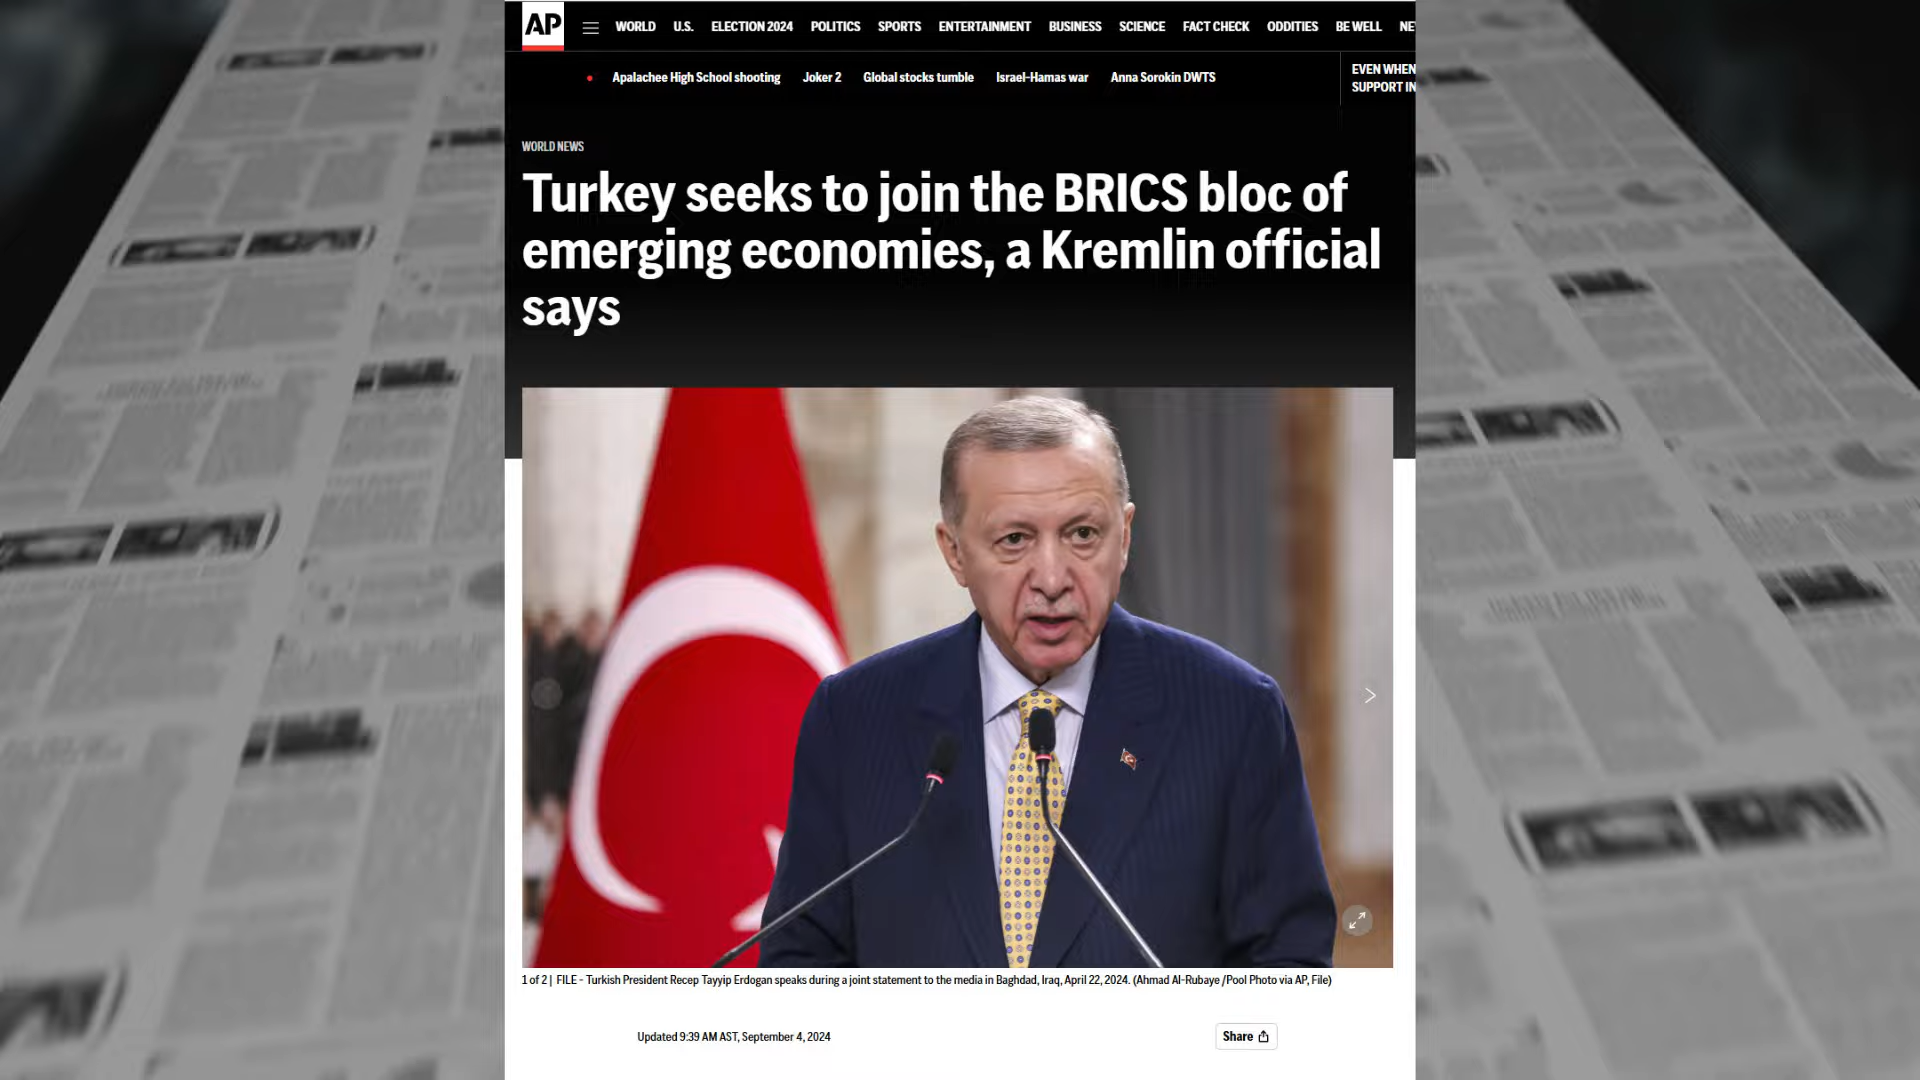 AP
WORLD U.S. ELECTION 2024 POLITICS SPORTS ENTERTAINMENT BUSINESS SCIENCE FACT CHECK ODDITIES BE WELL NE
Apalachee High School shooting Joker 2 Global stocks tumble Israel-Hamas war Anna Sorokin DWTS
EVEN WHEN
SUPPORT IN
WORLD NEWS
Turkey seeks to join the BRICS bloc of
emerging economies, a Kremlin official
says
1 of 2 | FILE - Turkish President Recep Tayyip Erdogan speaks during a joint statement to the media in Baghdad, Iraq, April 22, 2024. (Ahmad Al-Rubaye /Pool Photo via AP, File)
Updated 9:39 AM AST, September 4, 2024
Share